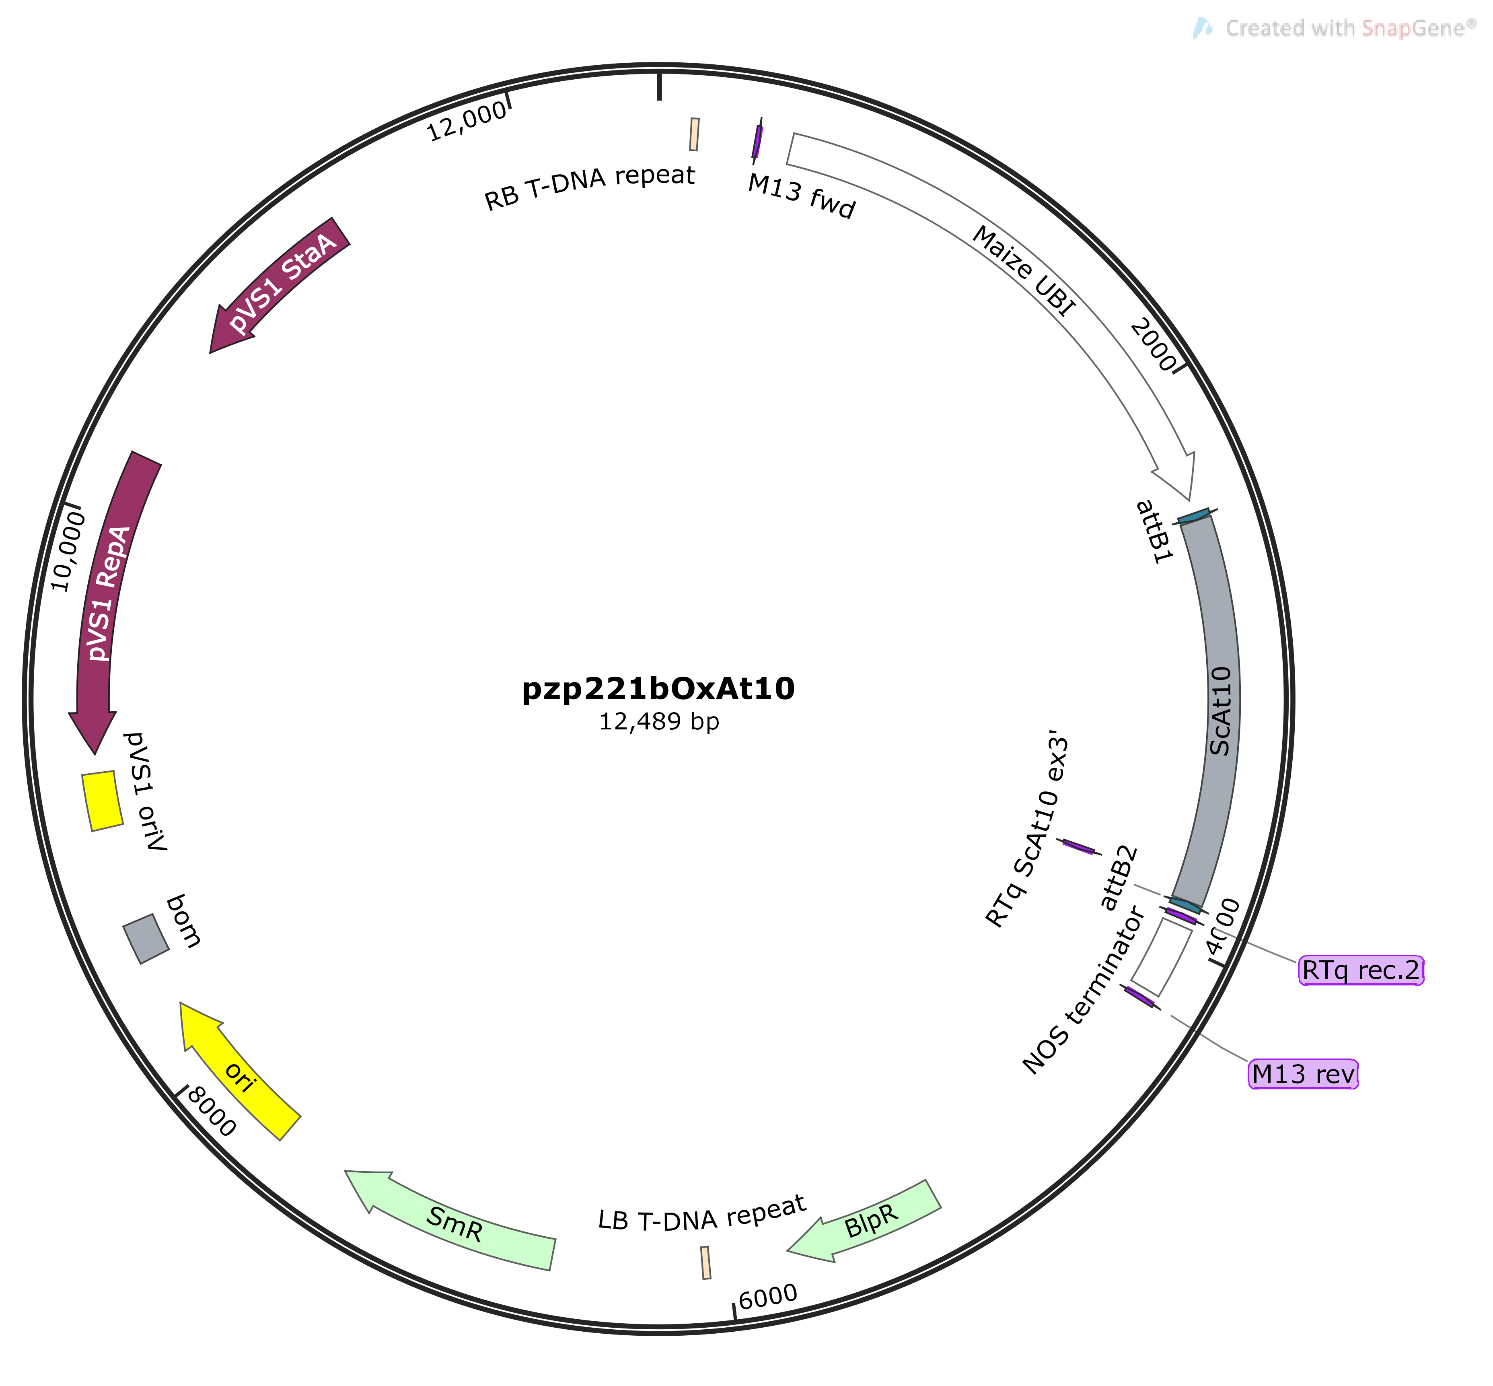 Created with SnapGene®
12,000
RB T-DNA repeat
M13 fwd
Maize UBI
2000
attB1
ScAt10
RTq ScAt10 ex3'
attB2
4000
RTq rec.2
NOS terminator
M13 rev
BlpR
6000
LB T-DNA repeat
SmR
8000
ori
bom
pVS1 oriV
pVS1 RepA
10,000
pVS1 StaA
pzp221bOxAt10
12,489 bp